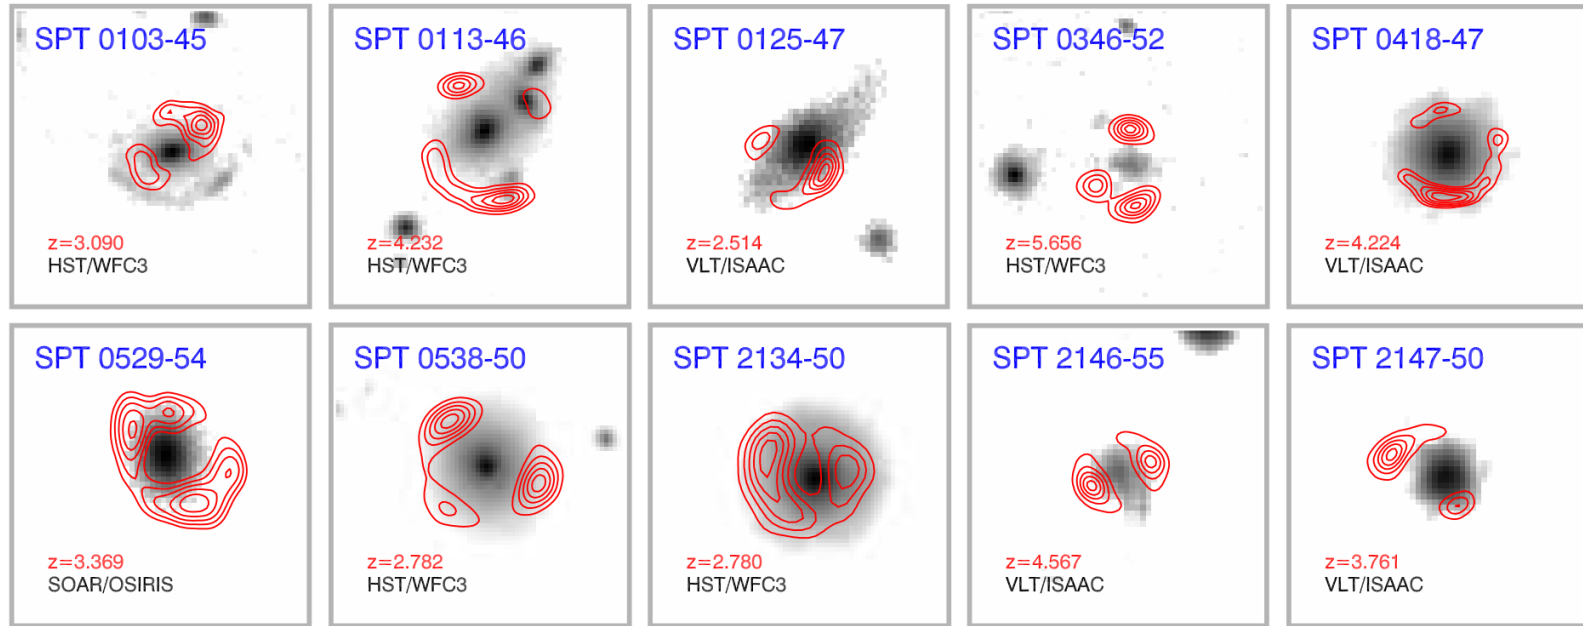 SPT 0103-45
z=3.090
HST/WFC3
SPT 0113-46
z=4.232
HST/WFC3
SPT 0125-47
z=2.514
VLT/ISAAC
SPT 0346-52
z=5.656
HST/WFC3
SPT 0418-47
z=4.224
VLT/ISAAC
SPT 0529-54
z=3.369
SOAR/OSIRIS
SPT 0538-50
z=2.782
HST/WFC3
SPT 2134-50
z=2.780
HST/WFC3
SPT 2146-55
z=4.567
VLT/ISAAC
SPT 2147-50
z=3.761
VLT/ISAAC